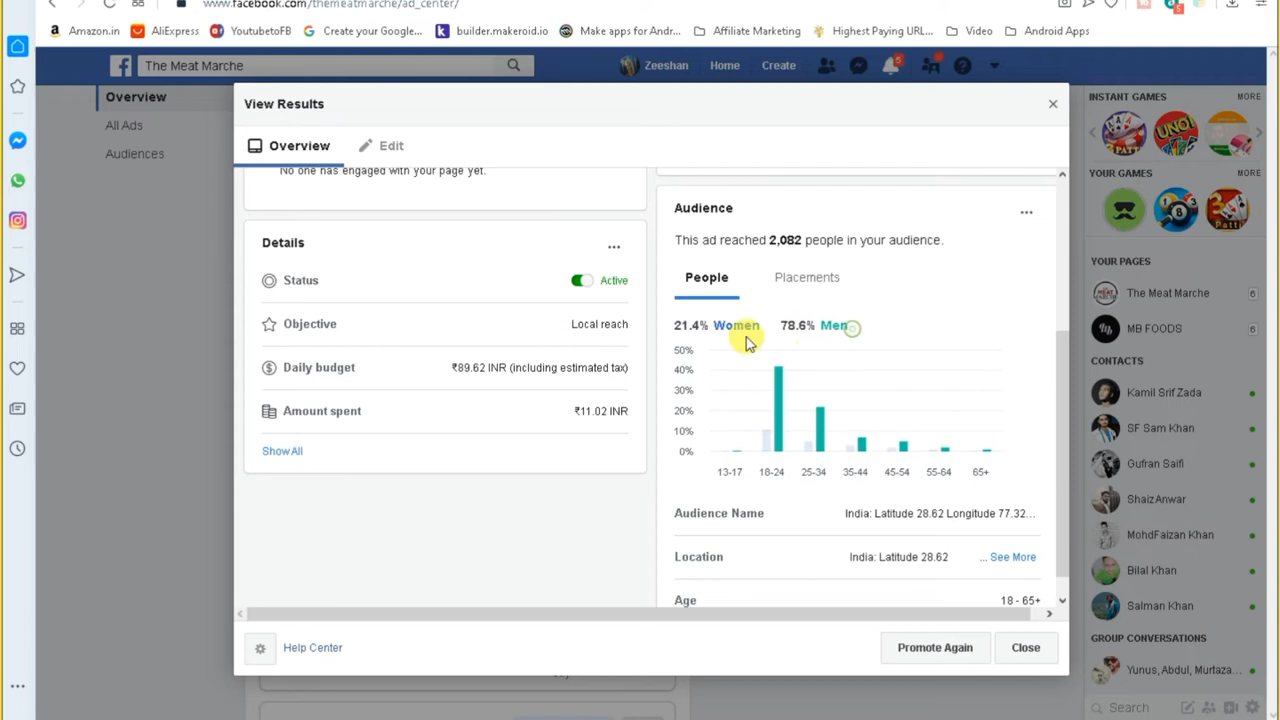 www.facebook.com/themeatmarche/ad_center/
Amazon.in
AliExpress
YoutubetoFB
Create your Google...
builder.makeroid.io
Make apps for Andr...
Affiliate Marketing
Highest Paying URL...
Video
Android Apps
The Meat Marche
Zeeshan
Home
Create
5
Overview
All Ads
Audiences
View Results
Overview
Edit
No one has engaged with your page yet.
Details
Status
Active
Objective
Local reach
Daily budget
₹89.62 INR (including estimated tax)
Amount spent
₹11.02 INR
Show All
Audience
This ad reached 2,082 people in your audience.
People
Placements
21.4% Women
78.6% Men
50%
40%
30%
20%
10%
0%
13-17 18-24 25-34 35-44 45-54 55-64 65+
Audience Name
India: Latitude 28.62 Longitude 77.32...
Location
India: Latitude 28.62
... See More
Age
18 - 65+
Help Center
Promote Again
Close
INSTANT GAMES
MORE
UNO!
YOUR GAMES
MORE
YOUR PAGES
The Meat Marche
6
MB FOODS
6
CONTACTS
Kamil Srif Zada
SF Sam Khan
Gufran Saifi
Shaiz Anwar
MohdFaizan Khan
Bilal Khan
Salman Khan
GROUP CONVERSATIONS
Yunus, Abdul, Murtaza...
Search